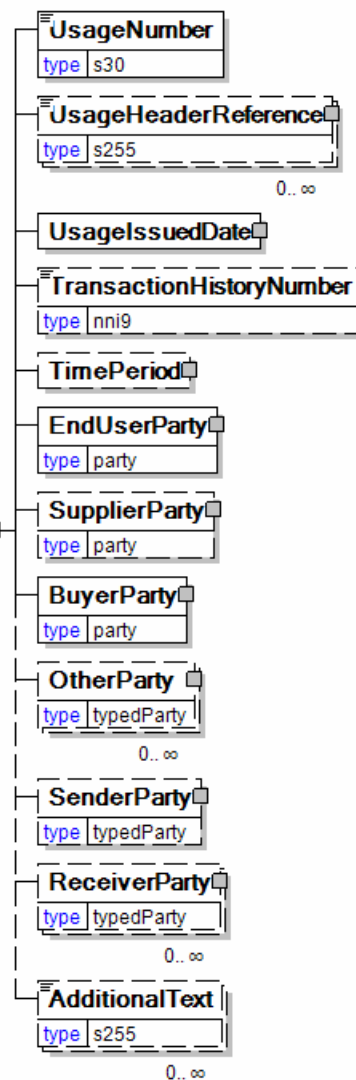 UsageNumber
type s30
UsageHeaderReference
type s255
0.. ∞
UsageIssuedDate
TransactionHistoryNumber
type nni9
TimePeriod
EndUserParty
type party
SupplierParty
type party
BuyerParty
type party
OtherParty
type typedParty
0.. ∞
SenderParty
type typedParty
ReceiverParty
type typedParty
0.. ∞
AdditionalText
type s255
0.. ∞